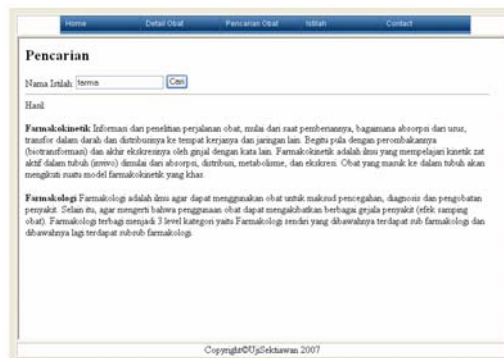 Home Detail Obat Pencarian Obat Istilah Contact
Pencarian
Nama Istilah farma Cari
Hasil:
Farmakokinetik Informasi dan penelitian perjalanan obat, mulai dari saat pemberiannya, bagaimana absorpsi dari usus,
transfor dalam darah dan distribusinya ke tempat kerjanya dan jaringan lain. Begitu pula dengan perombakannya
(biotransformasi) dan akhir ekskresinya oleh ginjal dengan kata lain. Farmakokinetik adalah ilmu yang mempelajari kinetik zat
aktif dalam tubuh (invivo) dimulai dari absorpsi, distribusi, metabolisme, dan ekskresi. Obat yang masuk ke dalam tubuh akan
mengikuti suatu model farmakokinetik yang khas.
Farmakologi Farmakologi adalah ilmu agar dapat menggunakan obat untuk maksud pencegahan, diagnosis dan pengobatan
penyakit. Selain itu, agar mengerti bahwa penggunaan obat dapat mengakibatkan berbagai gejala penyakit (efek samping
obat). Farmakologi terbagi menjadi 3 level kategori yaitu Farmakologi sendiri yang dibawahnya terdapat sub farmakologi dan
dibawahnya lagi terdapat subsub farmakologi.
Copyright©UjiSektiawan 2007